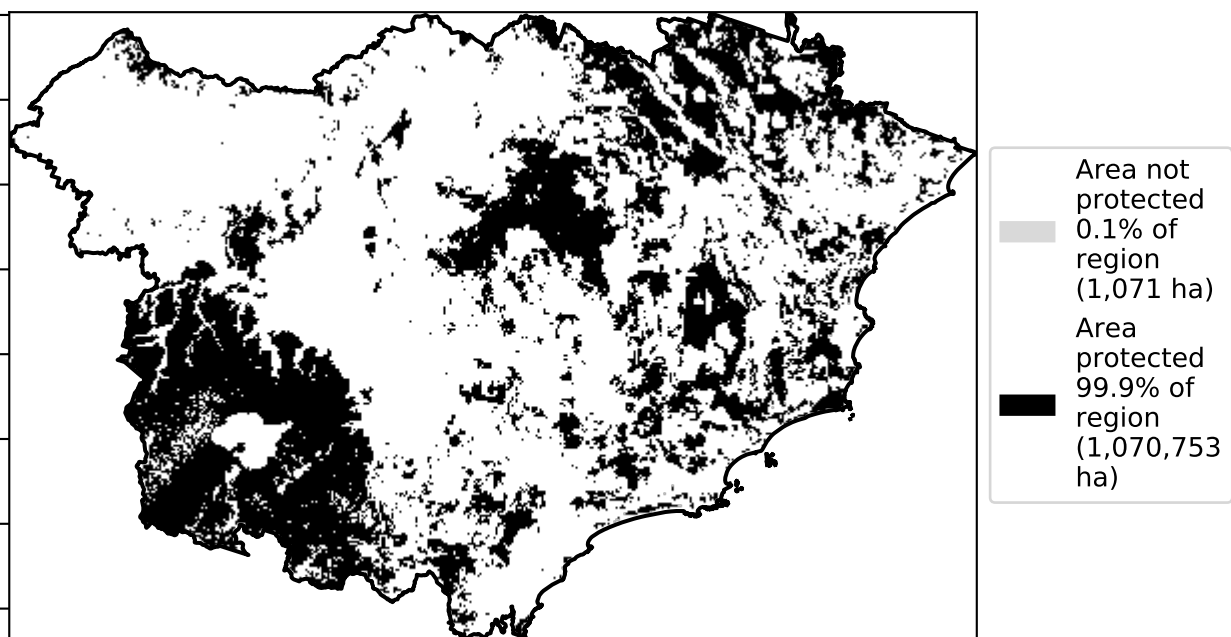 Area not
protected
0.1% of
region
(1,071 ha)
Area
protected
99.9% of
region
(1,070,753
ha)